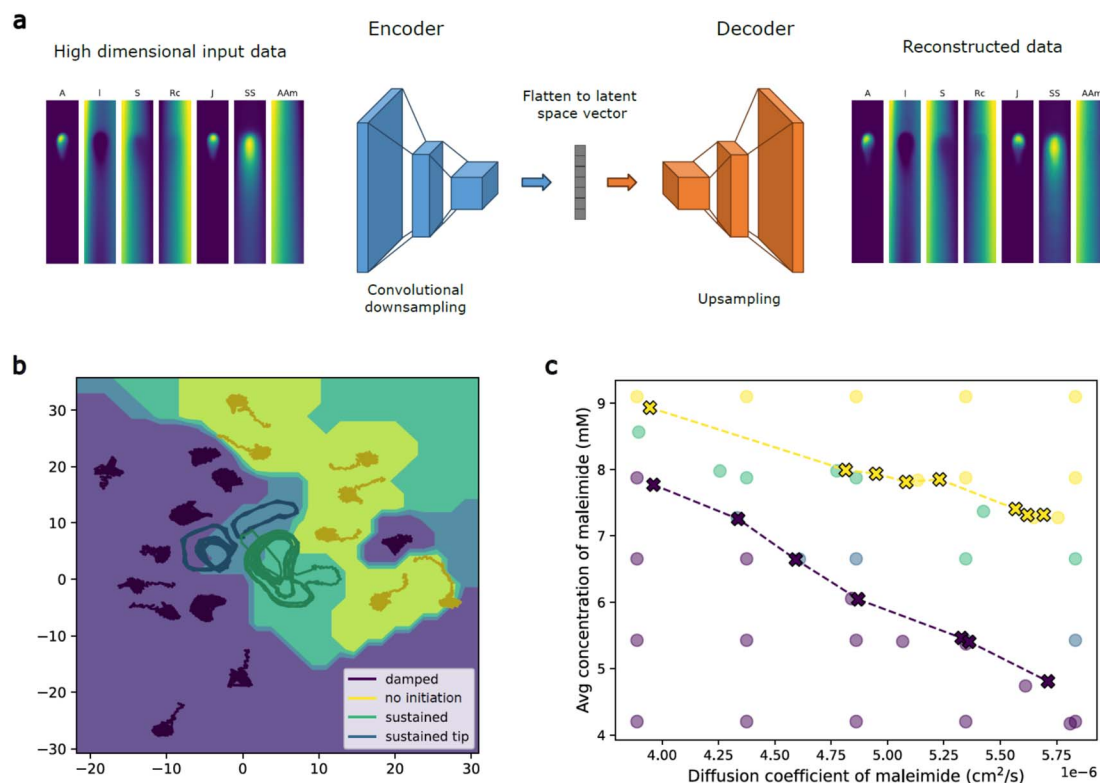 a
Encoder
Decoder
High dimensional input data
Reconstructed data
A I S Rc J SS AAm
Flatten to latent
space vector
A I S Rc J SS AAm
Convolutional
downsampling
Upsampling
b
30
20
10
0
−10
−20
−30
−20 −10 0 10 20 30
damped
no initiation
sustained
sustained tip
c
Avg concentration of maleimide (mM)
9
8
7
6
5
4
4.00 4.25 4.50 4.75 5.00 5.25 5.50 5.75
1e−6
Diffusion coefficient of maleimide (cm²/s)